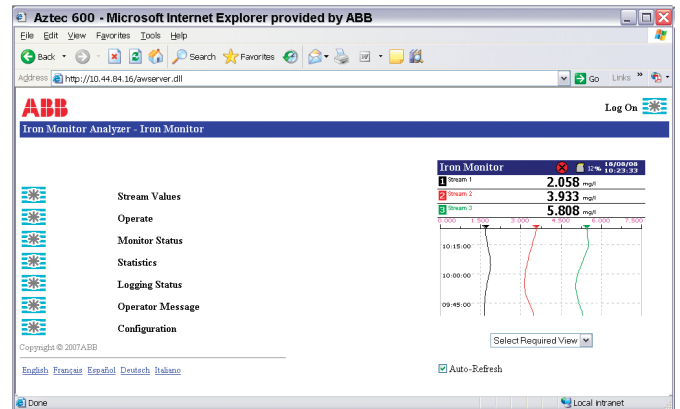 Aztec 600 - Microsoft Internet Explorer provided by ABB
File Edit View Favorites Tools Help
Back Search Favorites
Address http://10.44.84.16/awserver.dll Go Links »
ABB
Log On
Iron Monitor Analyzer - Iron Monitor
Iron Monitor 12% 18/08/08 10:23:33
1 Stream 1 2.058 mg/l
2 Stream 2 3.933 mg/l
3 Stream 3 5.808 mg/l
0.000 1.500 3.000 4.500 6.000 7.500
10:15:00
10:00:00
09:45:00
Stream Values
Operate
Monitor Status
Statistics
Logging Status
Operator Message
Configuration
Select Required View
Auto-Refresh
Copyright © 2007ABB
English Français Español Deutsch Italiano
Done Local intranet